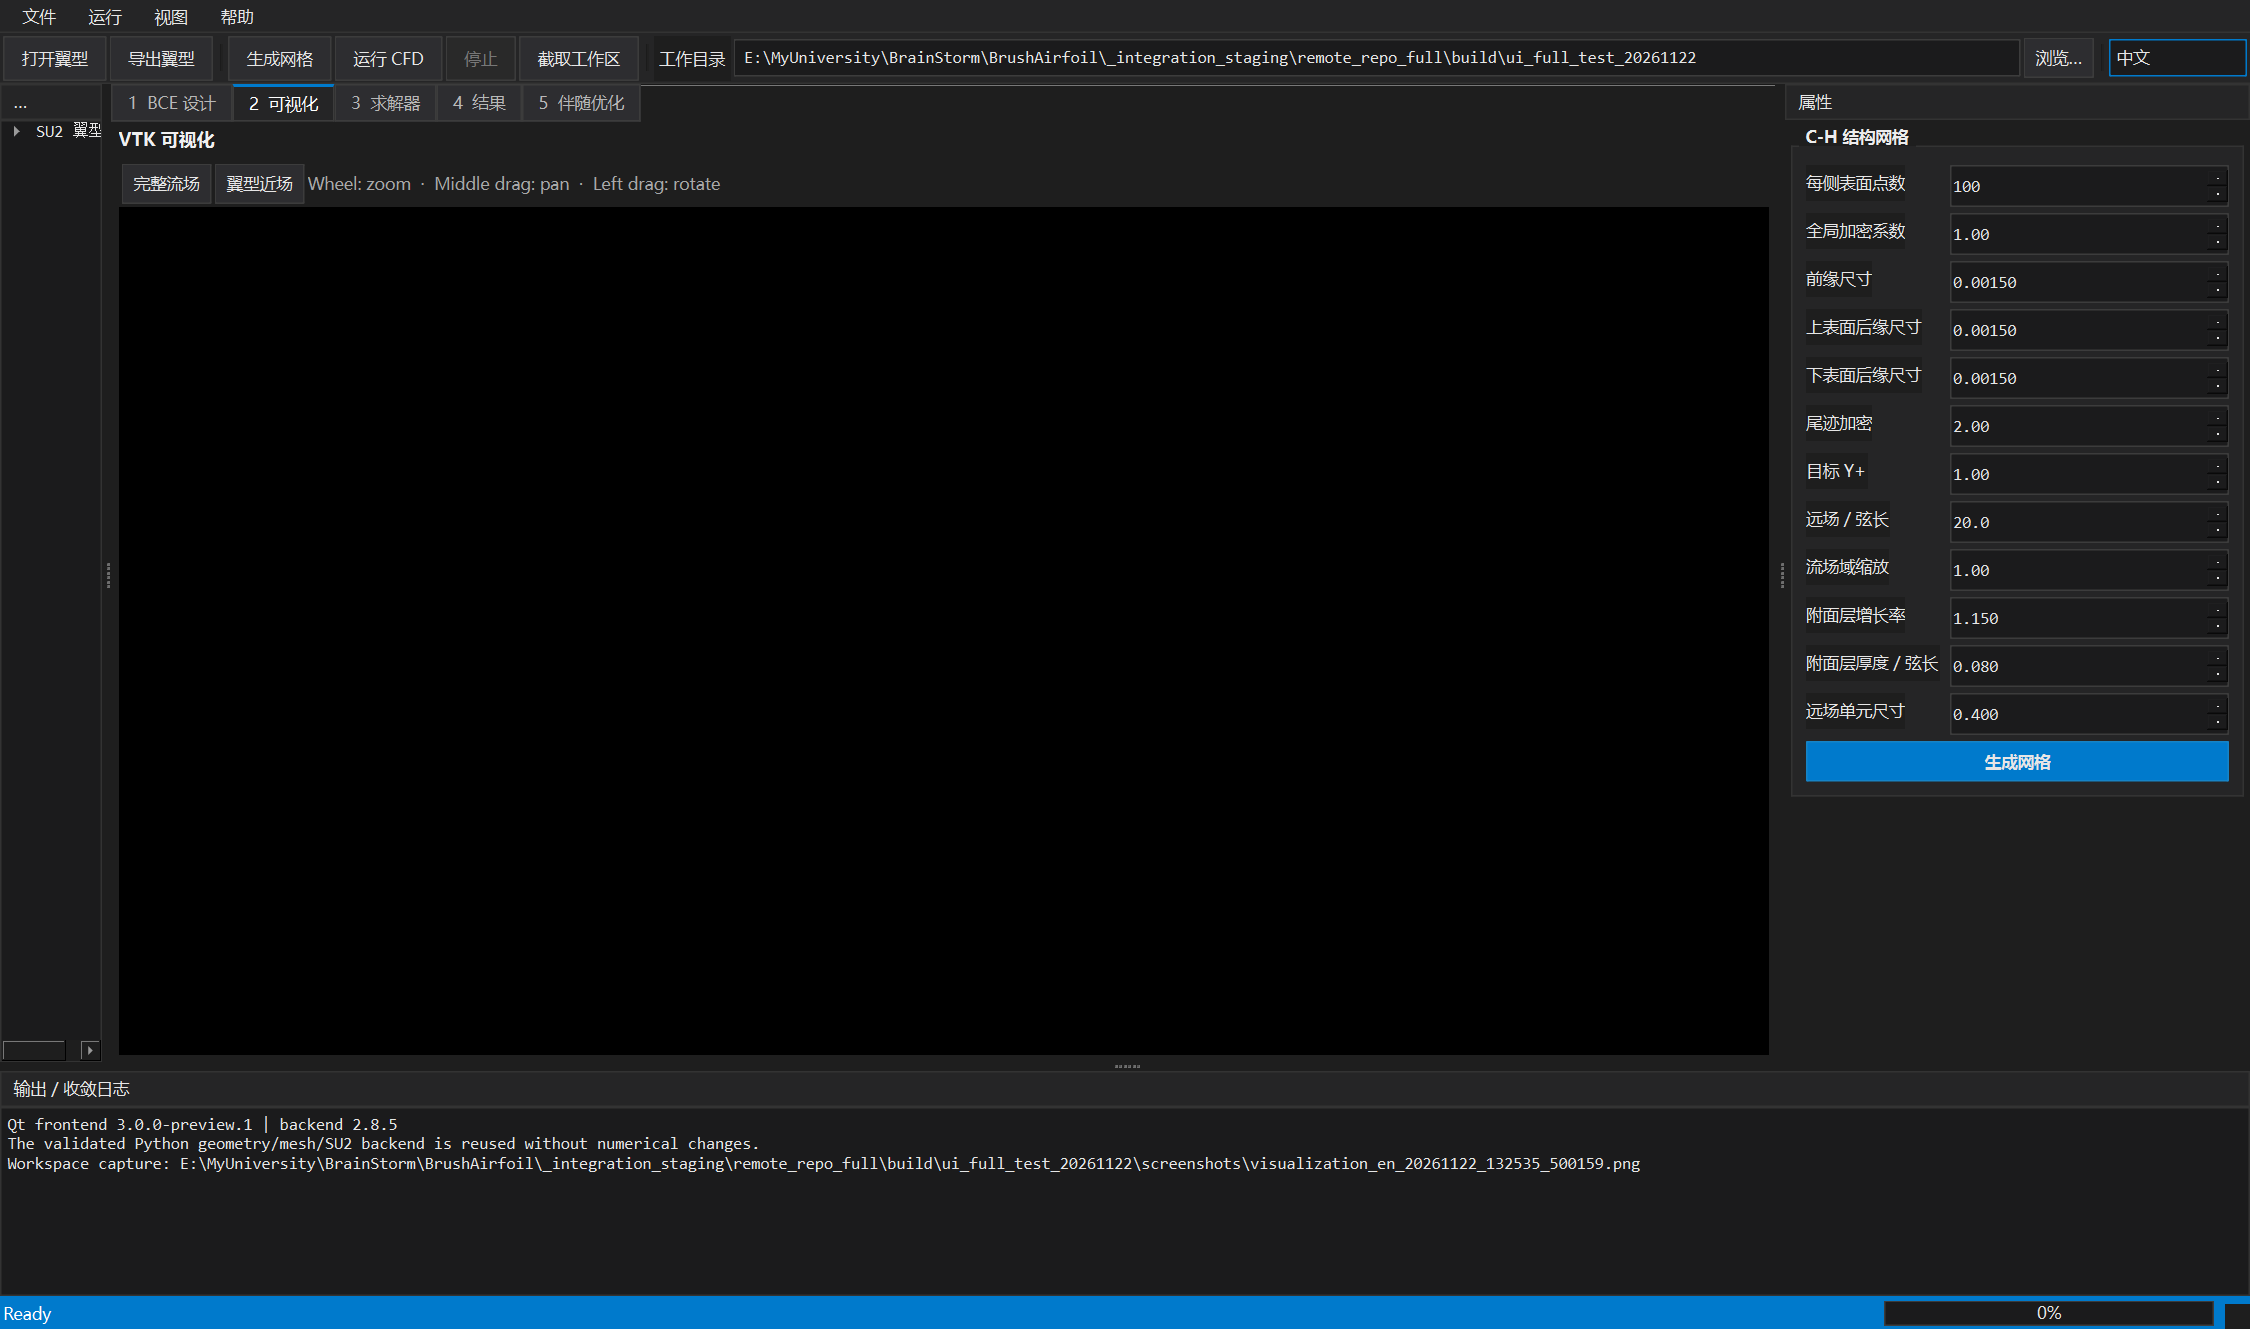 文件 运行 视图 帮助
打开翼型 导出翼型 生成网格 运行 CFD 停止 截取工作区 工作目录 E:\MyUniversity\BrainStorm\BrushAirfoil\_integration_staging\remote_repo_full\build\ui_full_test_20261122 浏览... 中文
... 1 BCE 设计 2 可视化 3 求解器 4 结果 5 伴随优化 属性
SU2 翼型
VTK 可视化
完整流场 翼型近场 Wheel: zoom · Middle drag: pan · Left drag: rotate
C-H 结构网格
每侧表面点数 100
全局加密系数 1.00
前缘尺寸 0.00150
上表面后缘尺寸 0.00150
下表面后缘尺寸 0.00150
尾迹加密 2.00
目标 Y+ 1.00
远场 / 弦长 20.0
流场域缩放 1.00
附面层增长率 1.150
附面层厚度 / 弦长 0.080
远场单元尺寸 0.400
生成网格
输出 / 收敛日志
Qt frontend 3.0.0-preview.1 | backend 2.8.5
The validated Python geometry/mesh/SU2 backend is reused without numerical changes.
Workspace capture: E:\MyUniversity\BrainStorm\BrushAirfoil\_integration_staging\remote_repo_full\build\ui_full_test_20261122\screenshots\visualization_en_20261122_132535_500159.png
Ready 0%